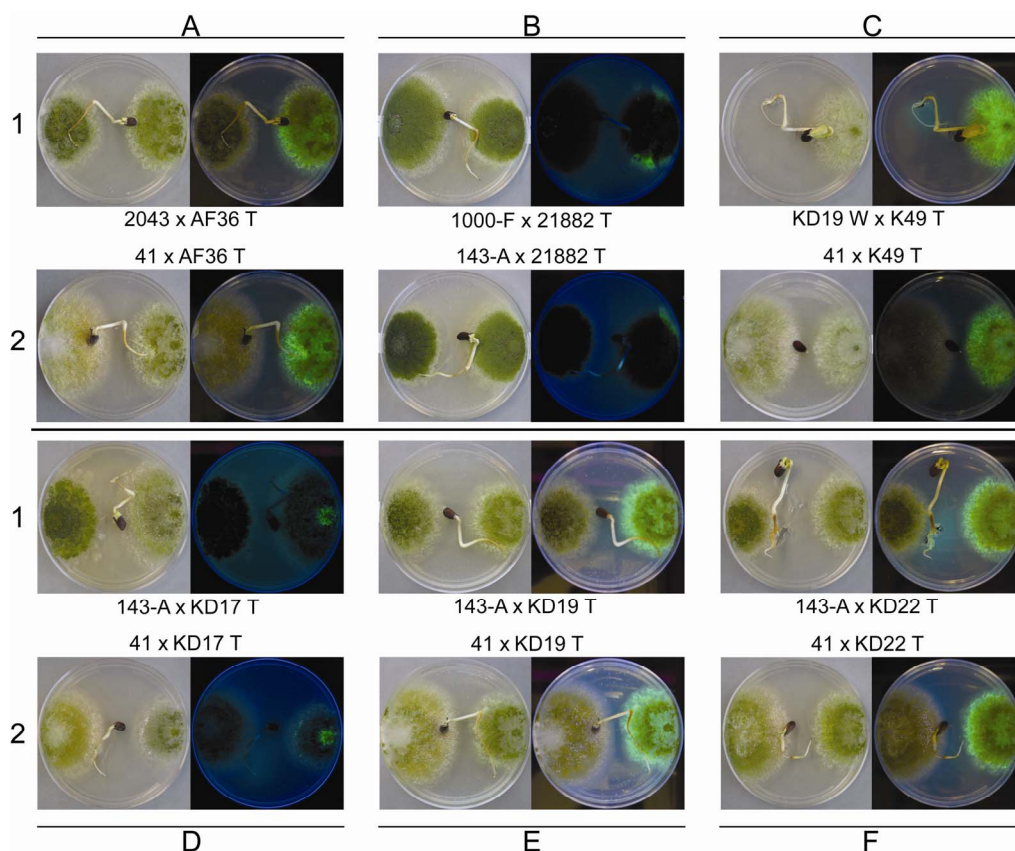 A B C
1
2043 x AF36 T 1000-F x 21882 T KD19 W x K49 T
41 x AF36 T 143-A x 21882 T 41 x K49 T
2
1
143-A x KD17 T 143-A x KD19 T 143-A x KD22 T
41 x KD17 T 41 x KD19 T 41 x KD22 T
2
D E F